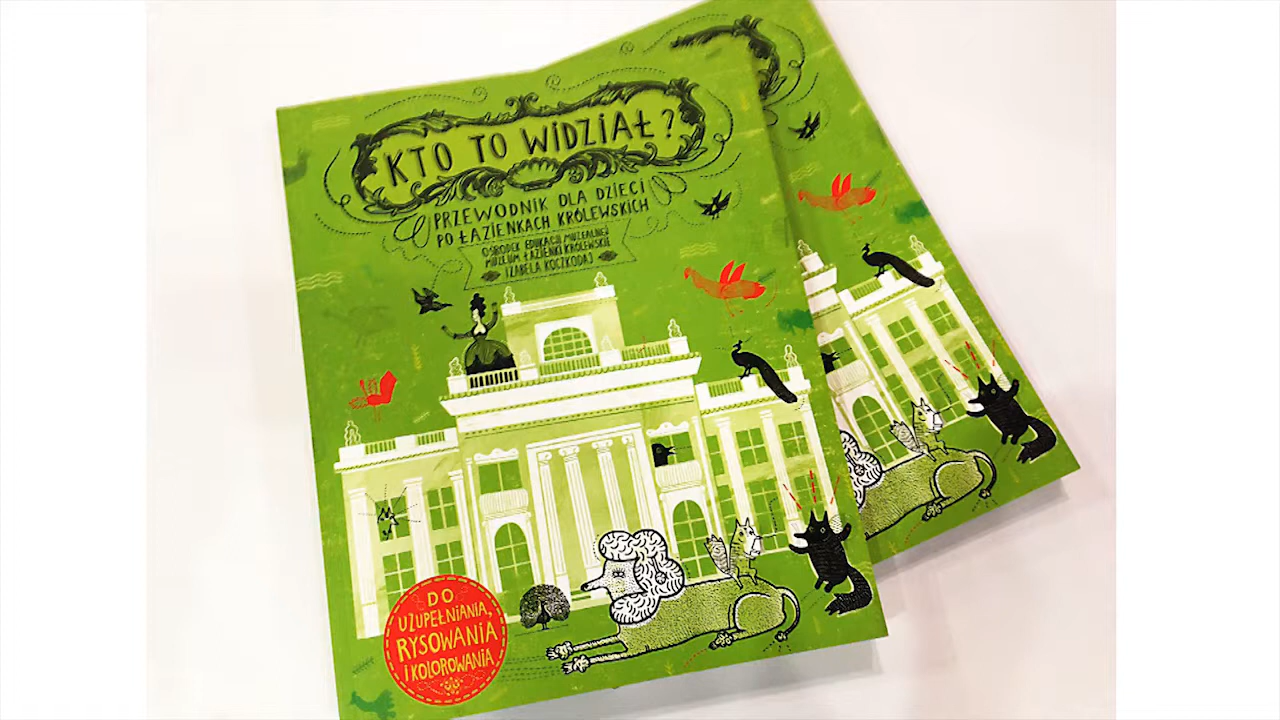 KTO TO WIDZIAŁ?
PRZEWODNIK DLA DZIECI
PO ŁAZIENKACH KRÓLEWSKICH
OŚRODEK EDUKACJI MUZEALNEJ
MUZEUM ŁAZIENKI KRÓLEWSKIE
IZABELA KOCZKODAJ
DO
UZUPEŁNIANIA,
RYSOWANIA
I KOLOROWANIA